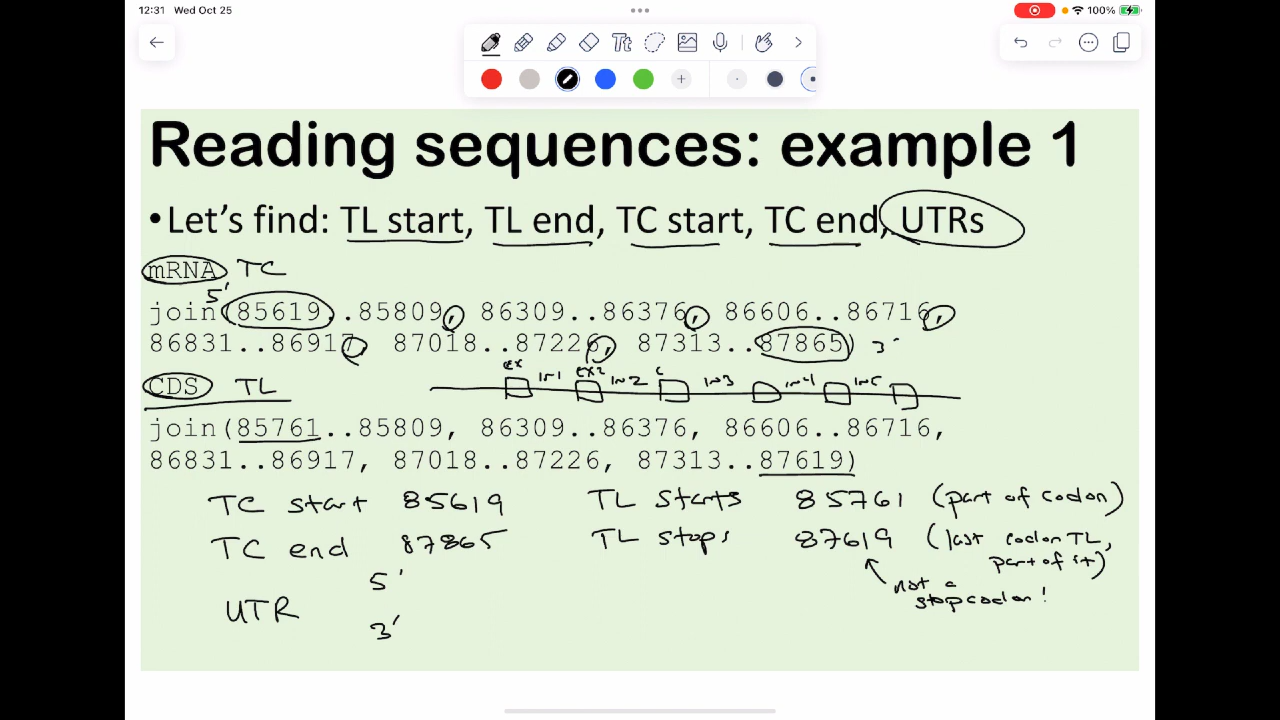 12:31 Wed Oct 25
100%
Tt
Reading sequences: example 1
•Let's find: TL start, TL end, TC start, TC end, UTRs
mRNA TC
5'
join(85619..85809, 86309..86376, 86606..86716,
86831..86917, 87018..87226, 87313..87865) 3'
CDS TL
EX IN1 EX2 IN2 IN3 IN4 IN5
join(85761..85809, 86309..86376, 86606..86716,
86831..86917, 87018..87226, 87313..87619)
TC start 85619 TL starts 85761 (part of codon)
TC end 87865 TL stops 87619 (last codon TL,
part of it)
5'
not a
stop codon!
UTR
3'